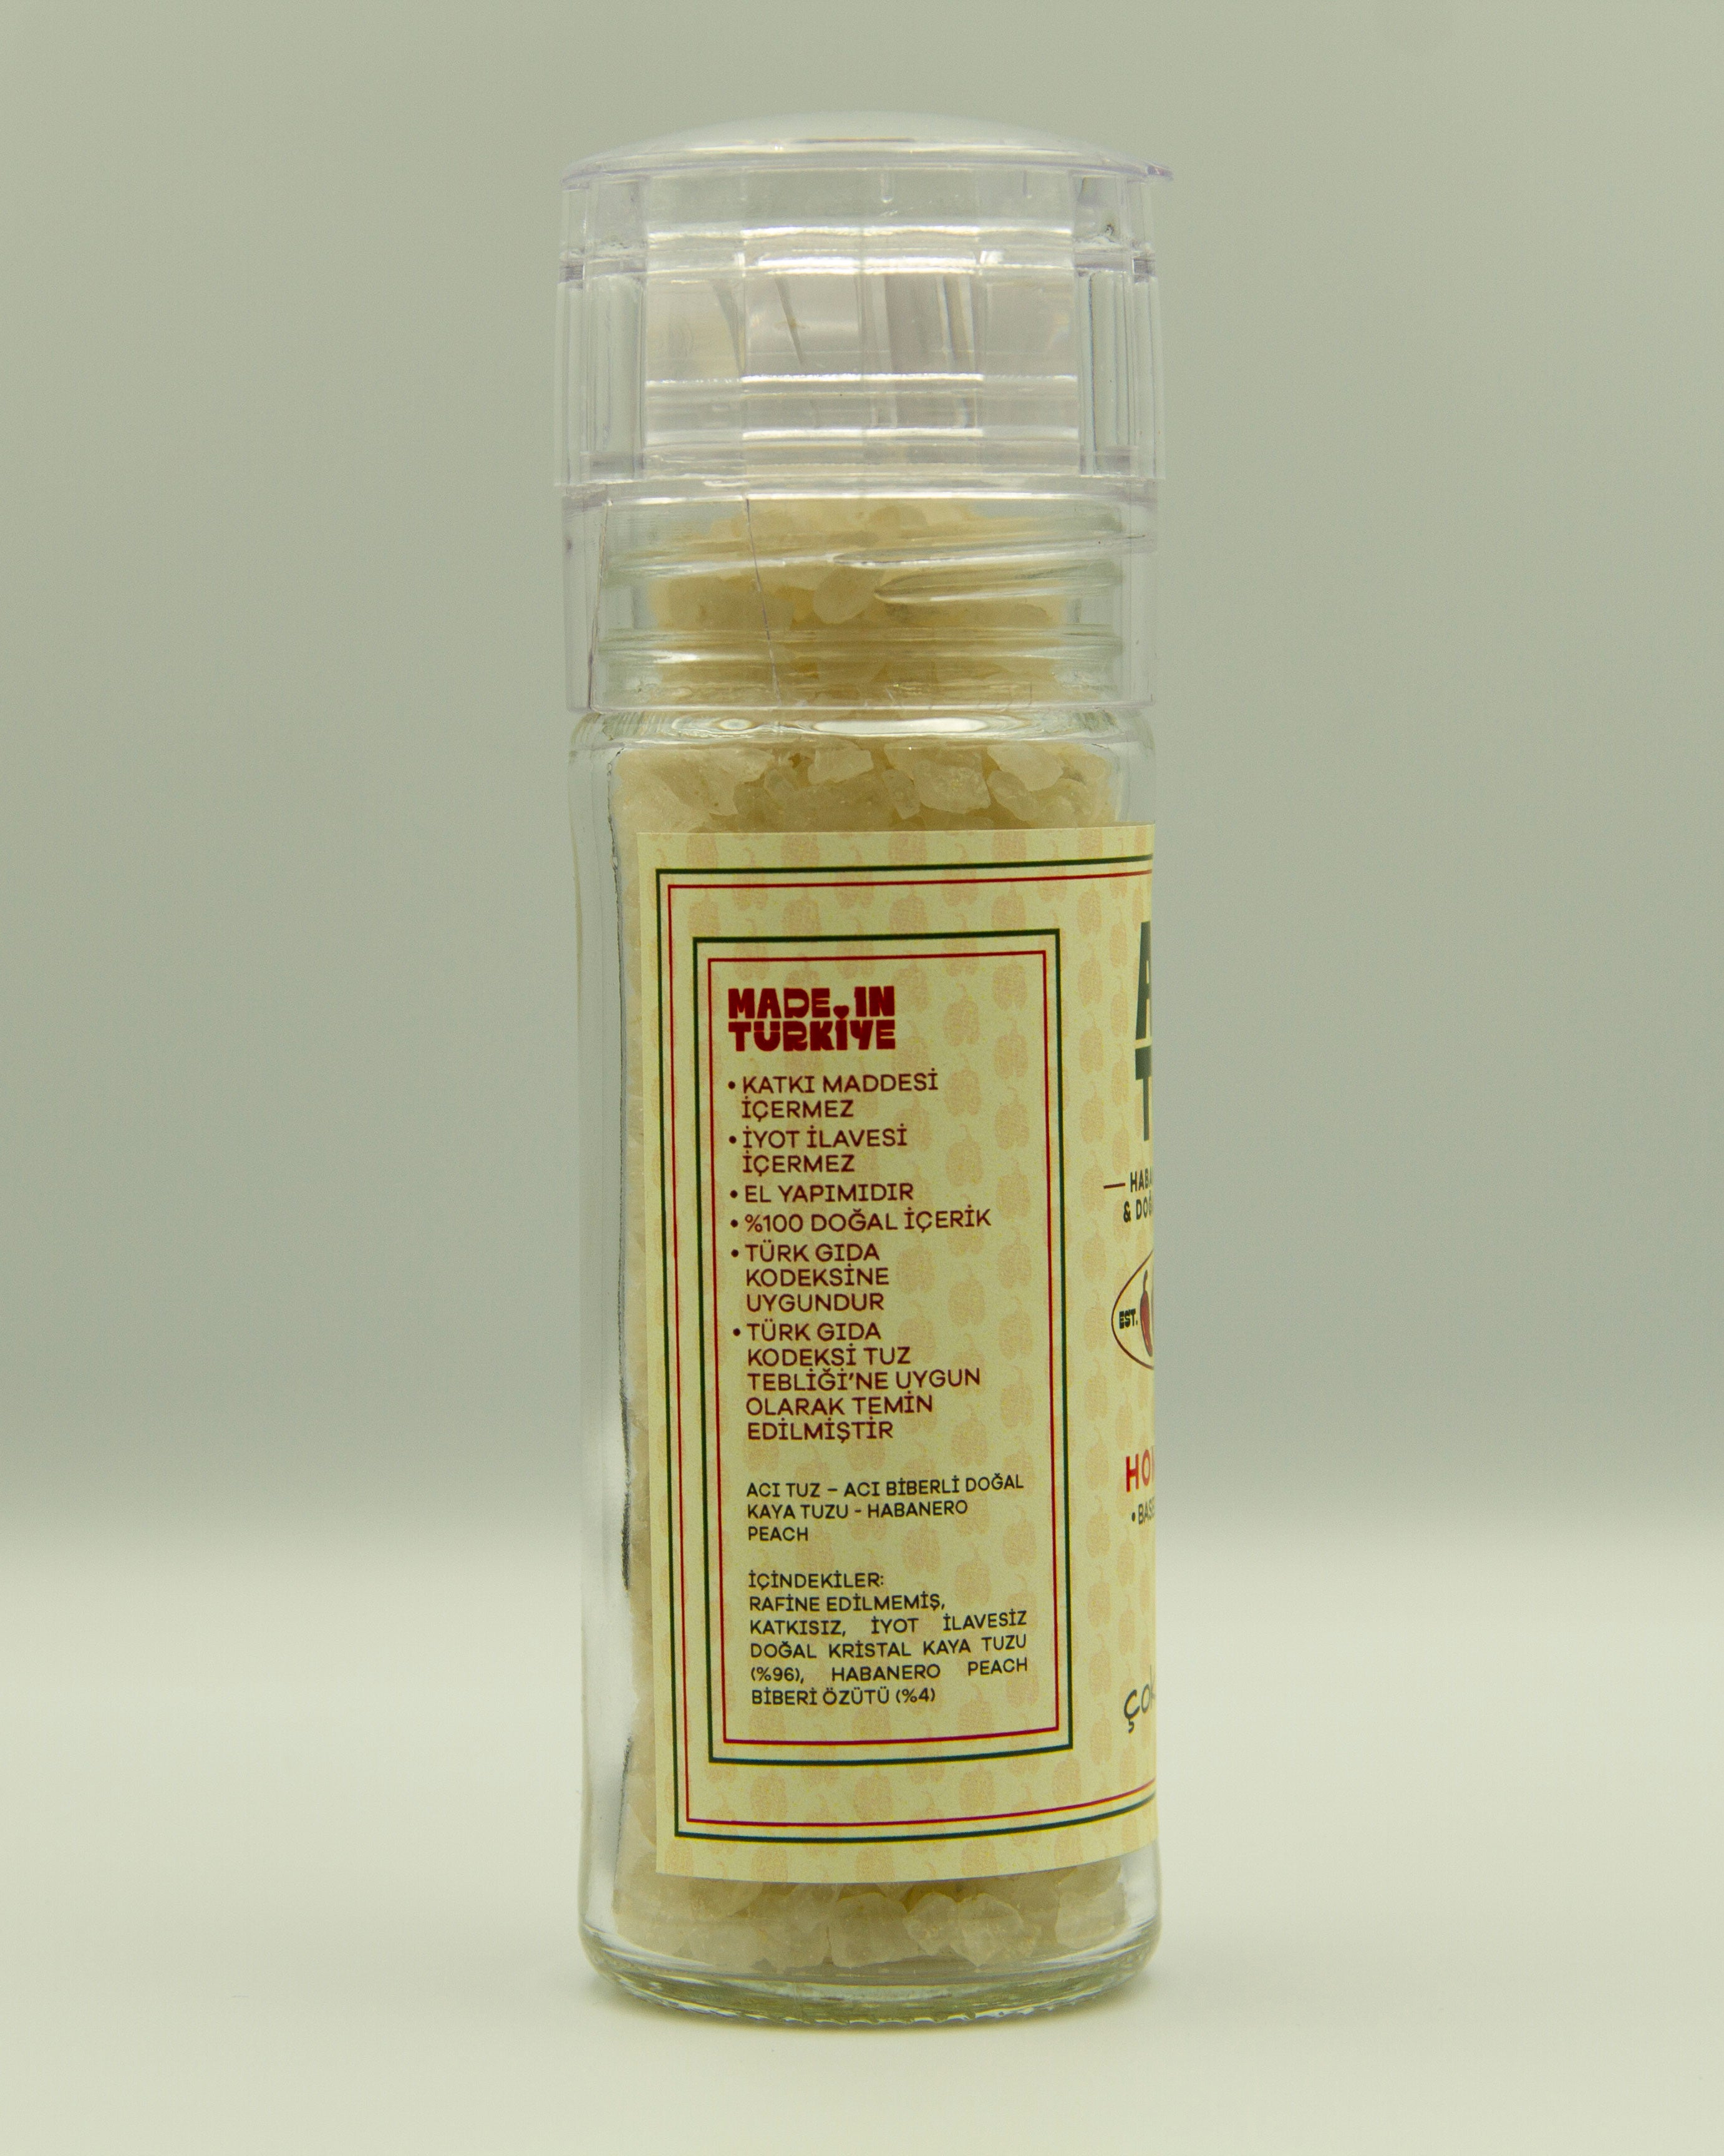 MADE IN
TÜRKİYE
• KATKI MADDESİ
İÇERMEZ
• İYOT İLAVESİ
İÇERMEZ
• EL YAPIMIDIR
• %100 DOĞAL İÇERİK
• TÜRK GIDA
KODEKSİNE
UYGUNDUR
• TÜRK GIDA
KODEKSİ TUZ
TEBLİĞİ'NE UYGUN
OLARAK TEMİN
EDİLMİŞTİR
ACI TUZ – ACI BİBERLİ DOĞAL
KAYA TUZU - HABANERO
PEACH
İÇİNDEKİLER:
RAFİNE EDİLMEMİŞ,
KATKISIZ, İYOT İLAVESİZ
DOĞAL KRİSTAL KAYA TUZU
(%96), HABANERO PEACH
BİBERİ ÖZÜTÜ (%4)
&
EST.